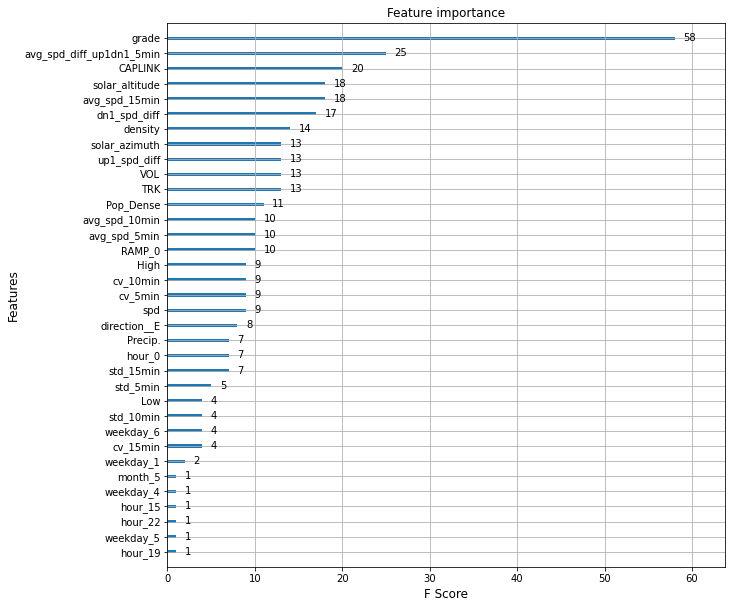 Feature importance
grade 58
avg_spd_diff_up1dn1_5min 25
CAPLINK 20
solar_altitude 18
avg_spd_15min 18
dn1_spd_diff 17
density 14
solar_azimuth 13
up1_spd_diff 13
VOL 13
TRK 13
Pop_Dense 11
avg_spd_10min 10
avg_spd_5min 10
RAMP_0 10
High 9
cv_10min 9
cv_5min 9
spd 9
direction__E 8
Precip. 7
hour_0 7
std_15min 7
std_5min 5
Low 4
std_10min 4
weekday_6 4
cv_15min 4
weekday_1 2
month_5 1
weekday_4 1
hour_15 1
hour_22 1
weekday_5 1
hour_19 1
0 10 20 30 40 50 60
F Score
Features